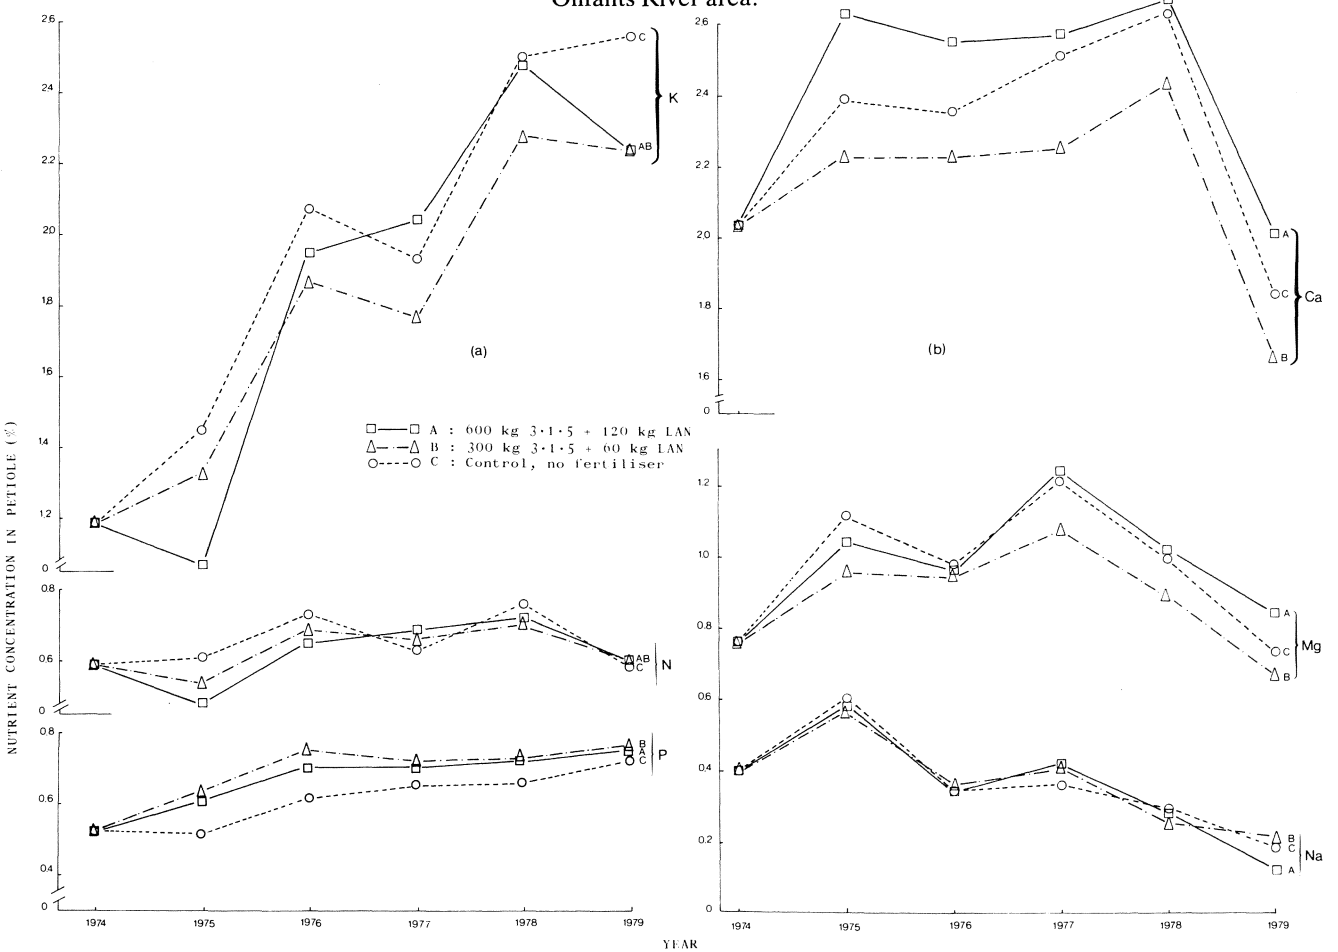 Olifants River area.
NUTRIENT CONCENTRATION IN PETIOLE (%)
2.6
2.4
2.2
2.0
1.8
1.6
1.4
1.2
0
C
AB
K
(a)
□—□ A : 600 kg 3·1·5 + 120 kg LAN
△—·—△ B : 300 kg 3·1·5 + 60 kg LAN
○----○ C : Control, no fertiliser
0.8
0.6
0
AB
C
N
0.8
0.6
0.4
0
B
A
C
P
1974 1975 1976 1977 1978 1979
2.6
2.4
2.2
2.0
1.8
1.6
0
A
C
B
Ca
(b)
1.2
1.0
0.8
0.6
0.4
0.2
0
A
C
B
Mg
B
C
A
Na
1974 1975 1976 1977 1978 1979
YEAR